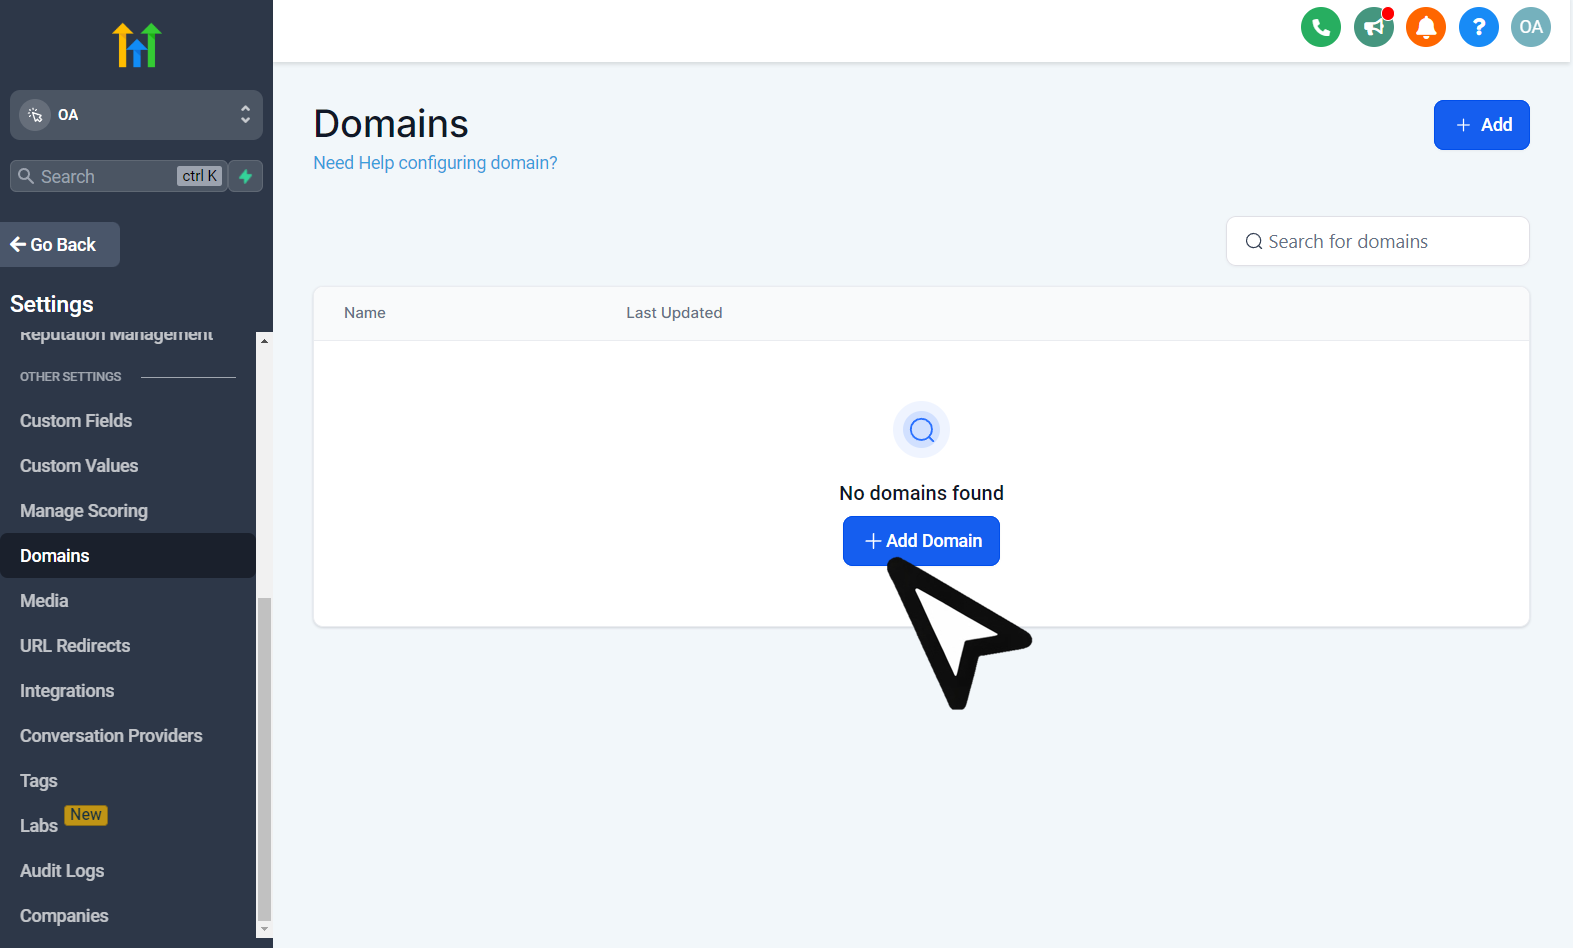 OA
Search
ctrl K
Go Back
Settings
Reputation Management
OTHER SETTINGS
Custom Fields
Custom Values
Manage Scoring
Domains
Media
URL Redirects
Integrations
Conversation Providers
Tags
Labs New
Audit Logs
Companies
?
OA
Domains
Need Help configuring domain?
+ Add
Search for domains
Name Last Updated
No domains found
+ Add Domain